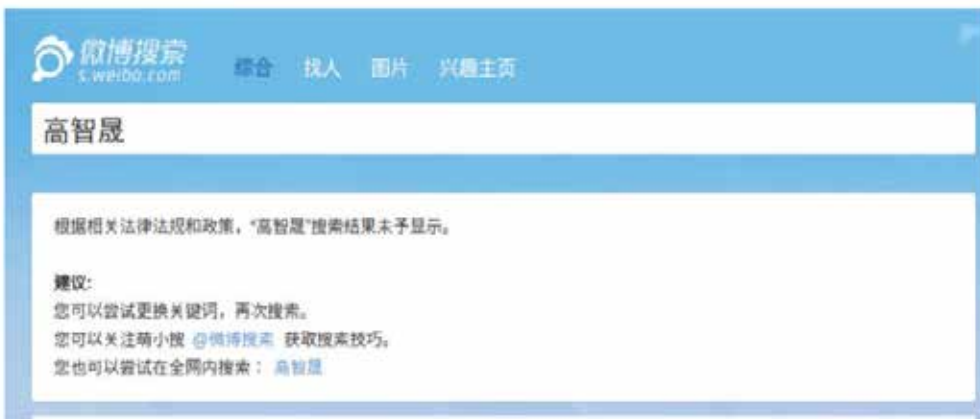 微博搜索
s.weibo.com
综合 找人 图片 兴趣主页
高智晟
根据相关法律法规和政策，“高智晟”搜索结果未予显示。
建议:
您可以尝试更换关键词，再次搜索。
您可以关注萌小搜 @微博搜索 获取搜索技巧。
您也可以尝试在全网内搜索： 高智晟